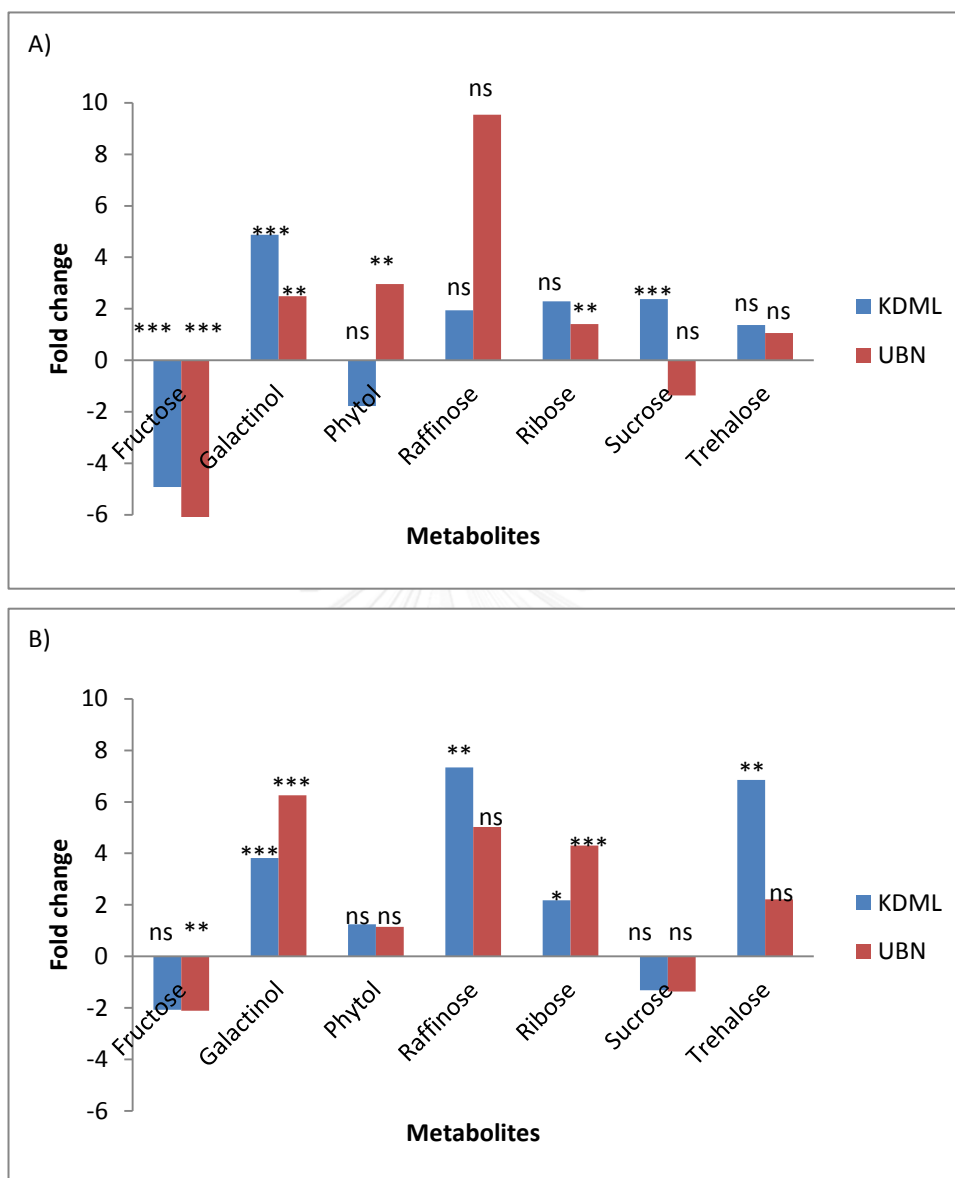 A)
ns
10
8
6
*** 
4
**
**
ns
ns
***
2
ns
**
ns
ns
ns
*** ***
0
-2
-4
-6
Fold change
Fructose
Galactinol
Phytol
Raffinose
Ribose
Sucrose
Trehalose
Metabolites
KDML
UBN
B)
10
8
**
**
6
***
ns
4
***
***
2
*
ns
ns ns
ns **
ns ns
0
-2
-4
-6
Fold change
Fructose
Galactinol
Phytol
Raffinose
Ribose
Sucrose
Trehalose
Metabolites
KDML
UBN